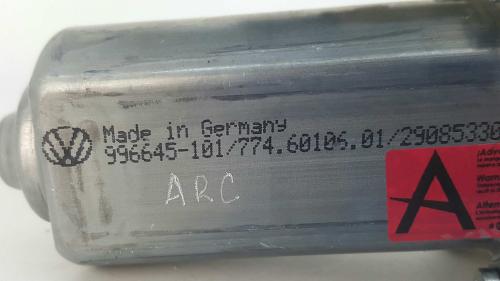 Made in Germany
996645-101/774.60106.01/29085330
ARC
A